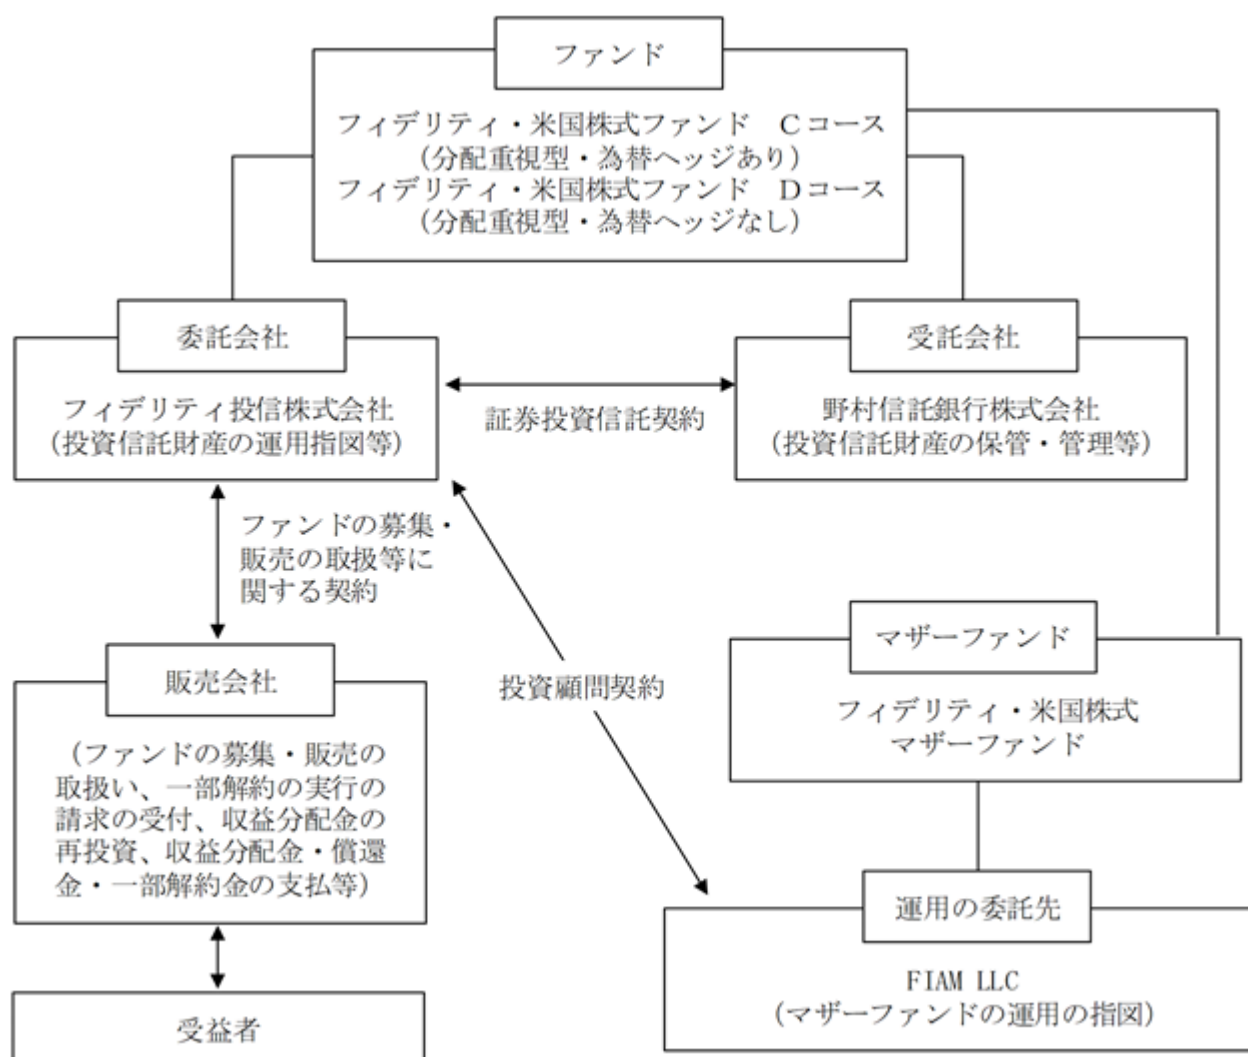 ファンド
フィデリティ・米国株式ファンド　Ｃコース
（分配重視型・為替ヘッジあり）
フィデリティ・米国株式ファンド　Ｄコース
（分配重視型・為替ヘッジなし）
委託会社
フィデリティ投信株式会社
（投資信託財産の運用指図等）
証券投資信託契約
受託会社
野村信託銀行株式会社
（投資信託財産の保管・管理等）
ファンドの募集・
販売の取扱等に
関する契約
投資顧問契約
マザーファンド
フィデリティ・米国株式
マザーファンド
販売会社
（ファンドの募集・販売の
取扱い、一部解約の実行の
請求の受付、収益分配金の
再投資、収益分配金・償還
金・一部解約金の支払等）
運用の委託先
FIAM LLC
（マザーファンドの運用の指図）
受益者